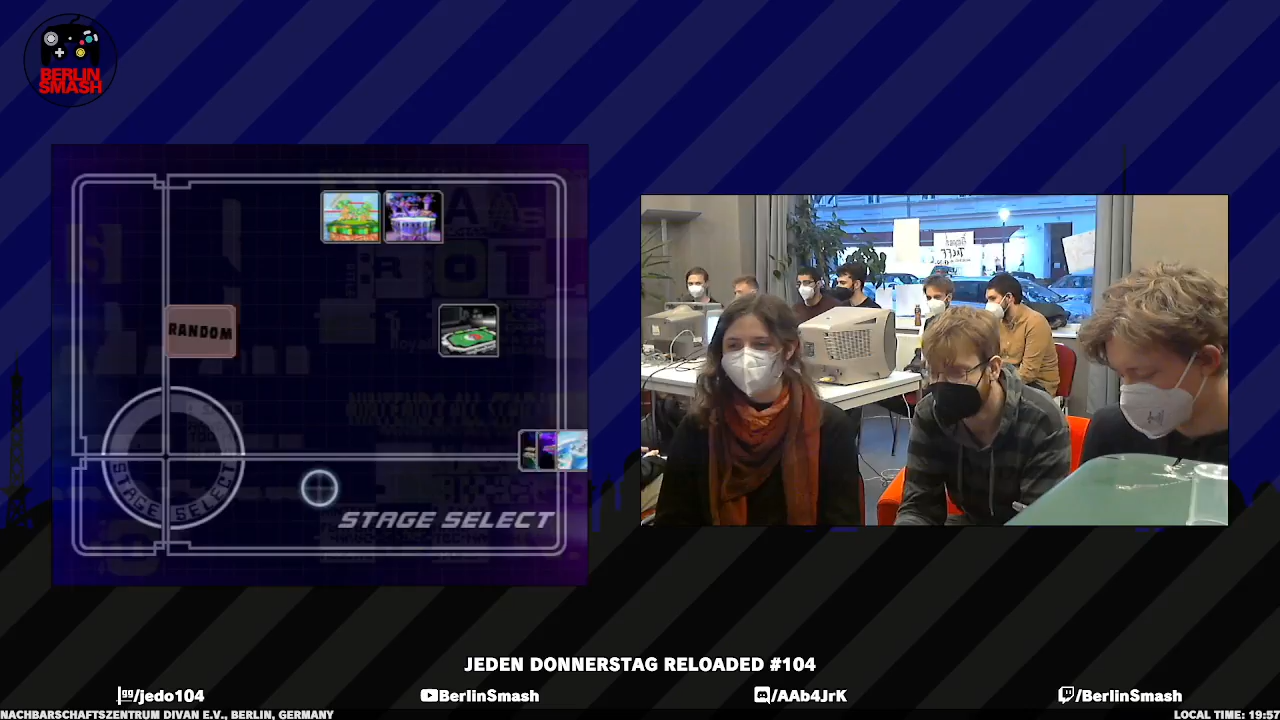 BERLIN
SMASH
RANDOM
STAGE SELECT
STAGE SELECT
JEDEN DONNERSTAG RELOADED #104
/jedo104
BerlinSmash
/AAb4JrK
/BerlinSmash
NACHBARSCHAFTSZENTRUM DIVAN E.V., BERLIN, GERMANY
LOCAL TIME: 19:57